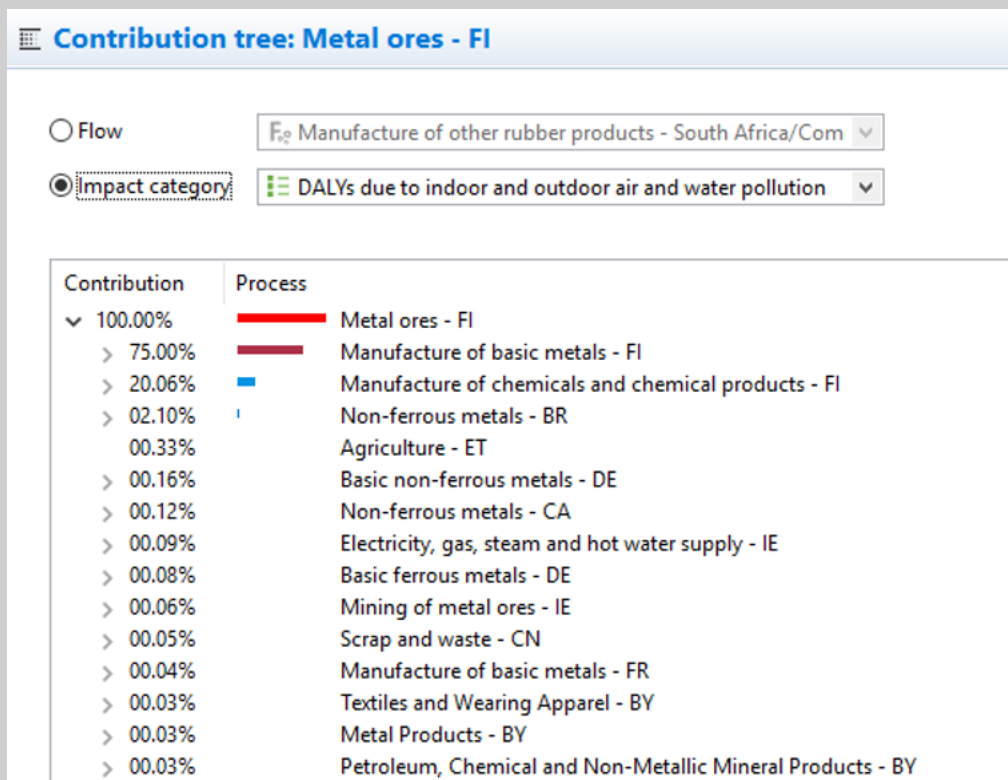 Contribution tree: Metal ores - FI
Flow
Manufacture of other rubber products - South Africa/Com
Impact category
DALYs due to indoor and outdoor air and water pollution
Contribution Process
100.00% Metal ores - FI
75.00% Manufacture of basic metals - FI
20.06% Manufacture of chemicals and chemical products - FI
02.10% Non-ferrous metals - BR
00.33% Agriculture - ET
00.16% Basic non-ferrous metals - DE
00.12% Non-ferrous metals - CA
00.09% Electricity, gas, steam and hot water supply - IE
00.08% Basic ferrous metals - DE
00.06% Mining of metal ores - IE
00.05% Scrap and waste - CN
00.04% Manufacture of basic metals - FR
00.03% Textiles and Wearing Apparel - BY
00.03% Metal Products - BY
00.03% Petroleum, Chemical and Non-Metallic Mineral Products - BY